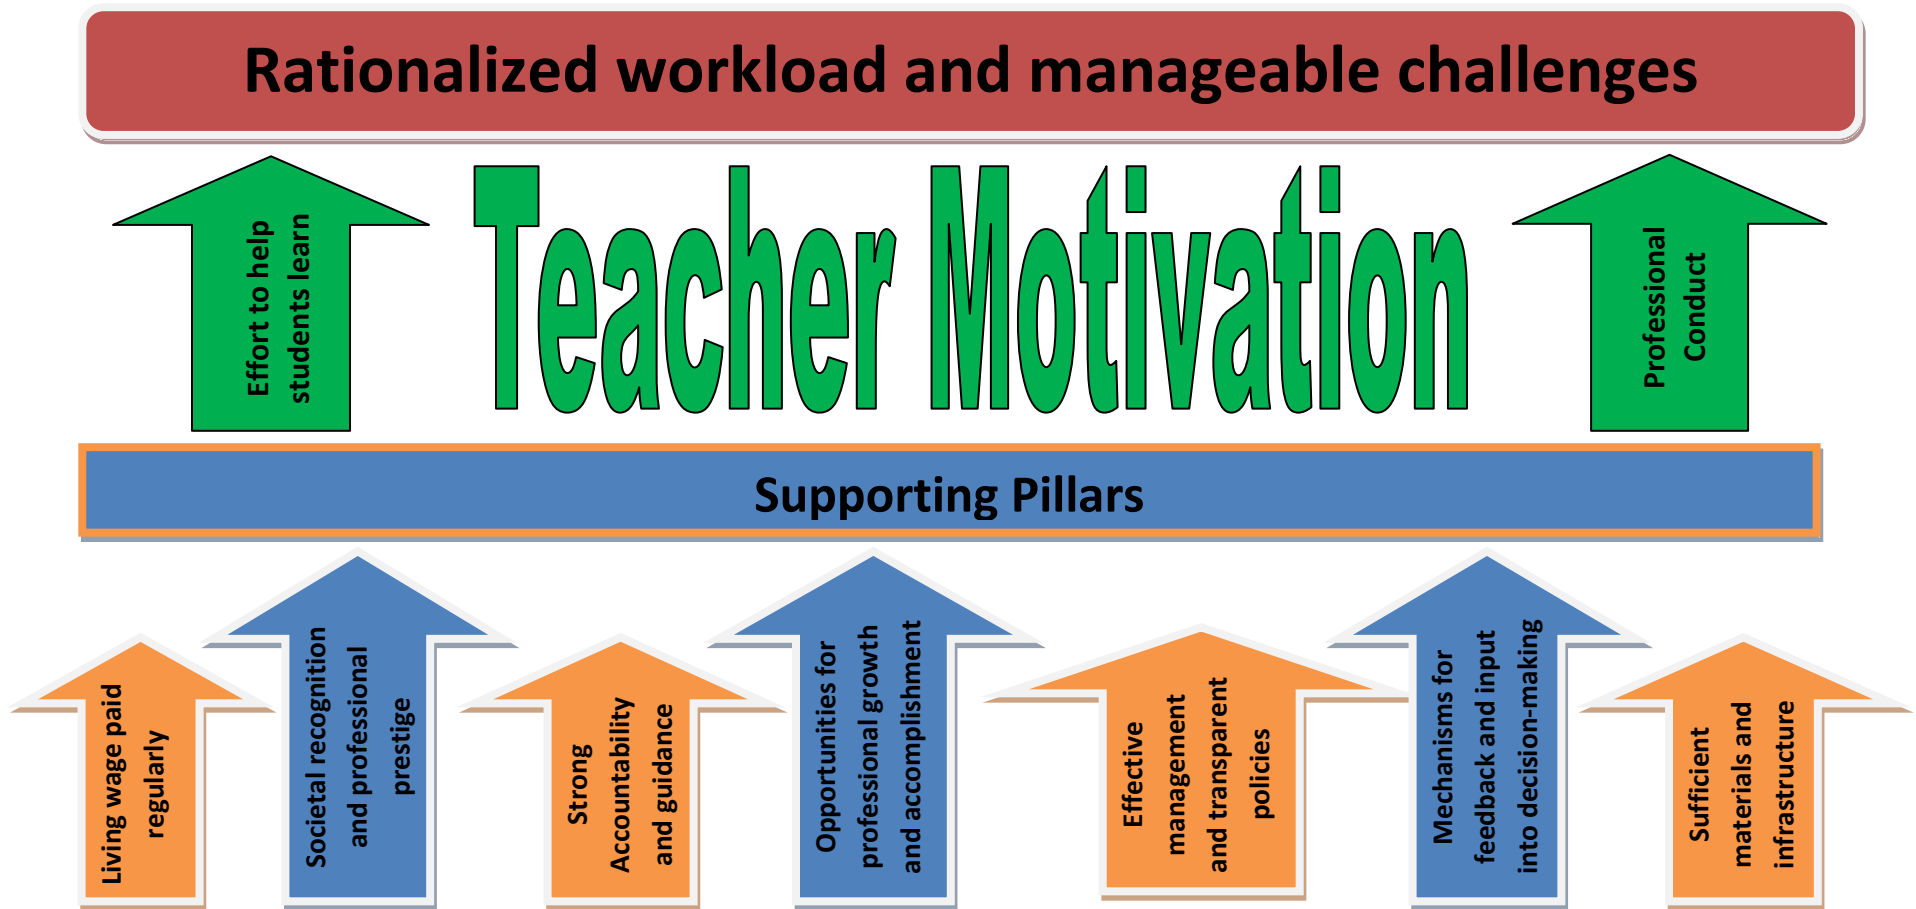 Rationalized workload and manageable challenges
Effort to help
students learn
Teacher Motivation
Professional
Conduct
Supporting Pillars
Living wage paid
regularly
Societal recognition
and professional
prestige
Strong
Accountability
and guidance
Opportunities for
professional growth
and accomplishment
Effective
management
and transparent
policies
Mechanisms for
feedback and input
into decision-making
Sufficient
materials and
infrastructure